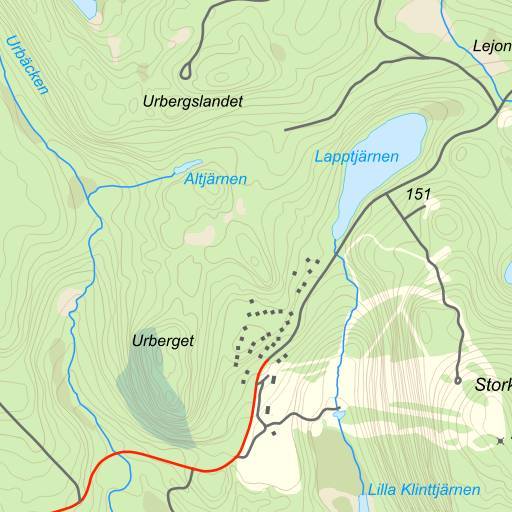 Urbäcken
Lejon
Urbergslandet
Lapptjärnen
Altjärnen
151
Urberget
Stork
Lilla Klinttjärnen